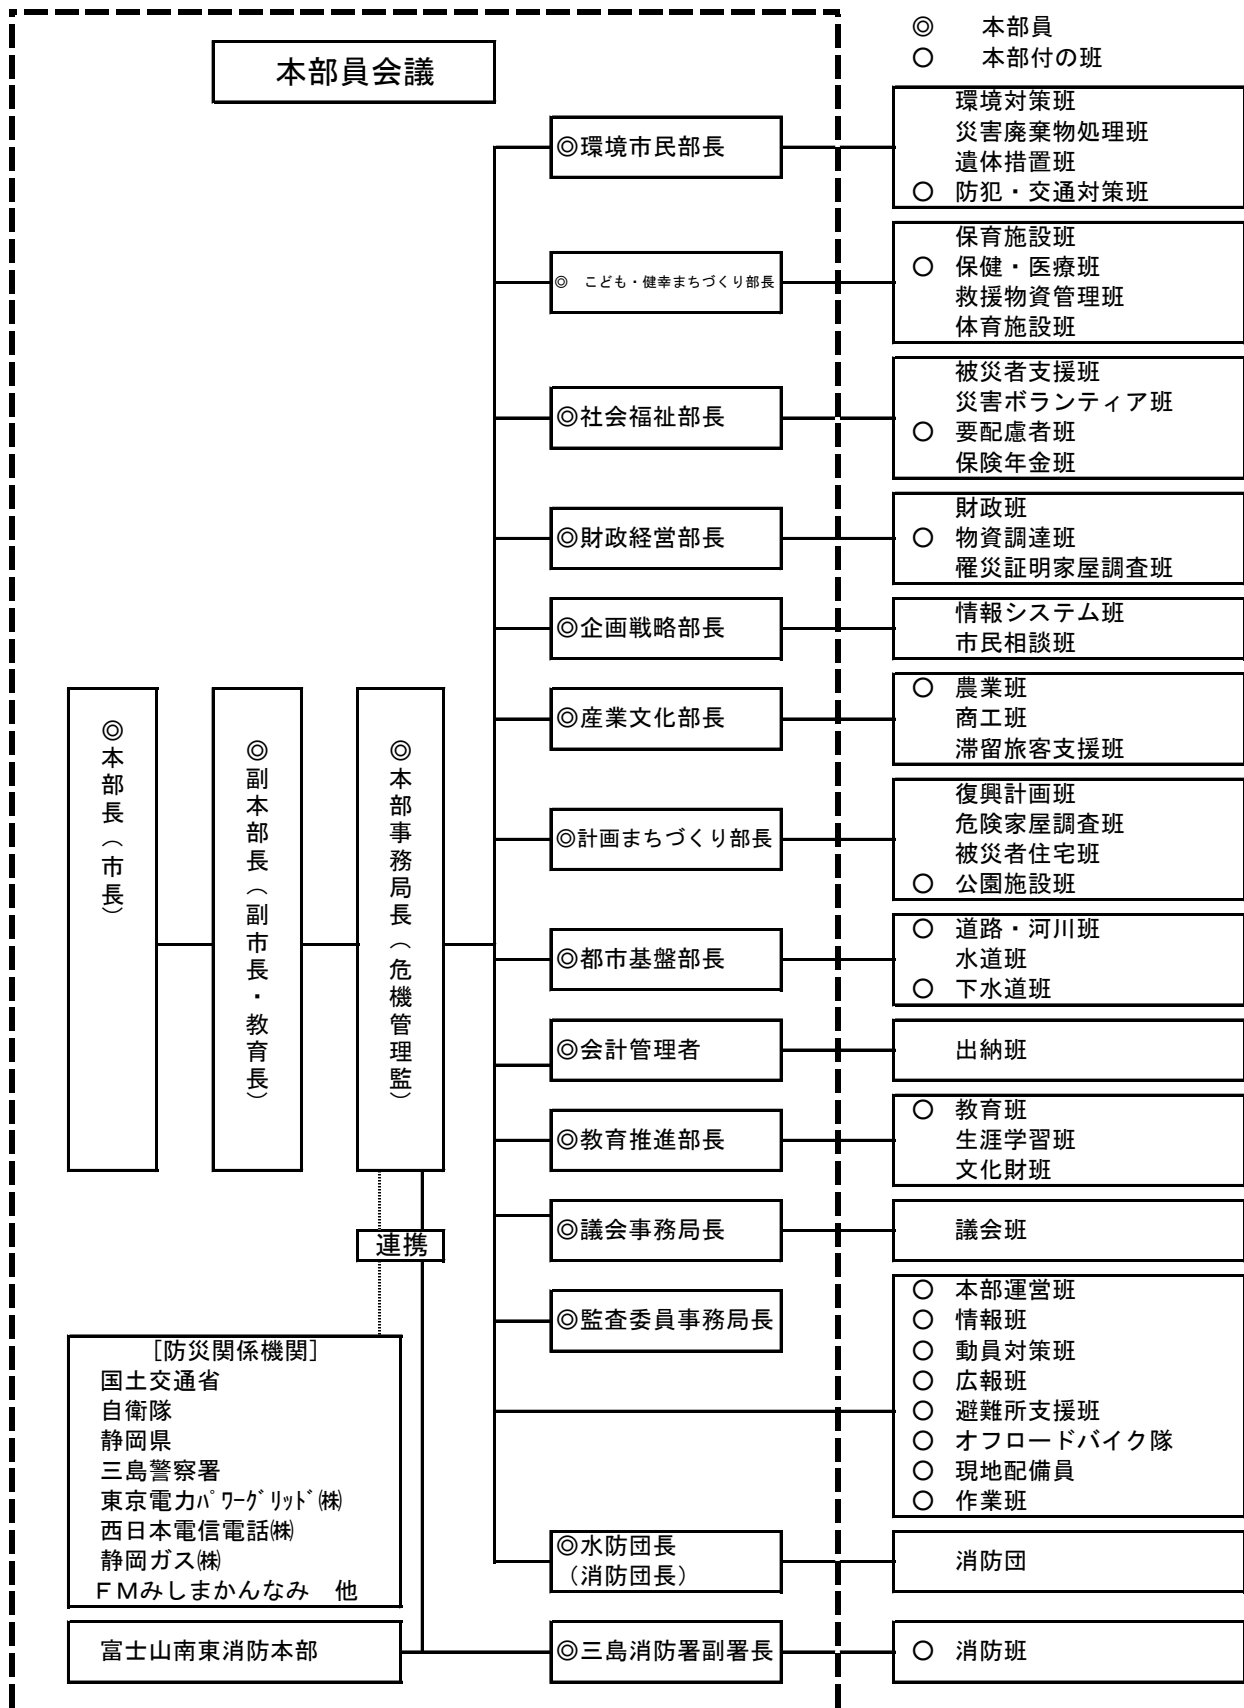 ◎　本部員
○　本部付の班
本部員会議
◎環境市民部長
環境対策班
災害廃棄物処理班
遺体措置班
○　防犯・交通対策班
◎　こども・健幸まちづくり部長
保育施設班
○　保健・医療班
救援物資管理班
体育施設班
◎社会福祉部長
被災者支援班
災害ボランティア班
○　要配慮者班
保険年金班
◎財政経営部長
財政班
○　物資調達班
罹災証明家屋調査班
◎企画戦略部長
情報システム班
市民相談班
◎本部長（市長）
◎副本部長（副市長・教育長）
◎本部事務局長（危機管理監）
◎産業文化部長
○　農業班
商工班
滞留旅客支援班
◎計画まちづくり部長
復興計画班
危険家屋調査班
被災者住宅班
○　公園施設班
◎都市基盤部長
○　道路・河川班
水道班
○　下水道班
◎会計管理者
出納班
◎教育推進部長
○　教育班
生涯学習班
文化財班
連携
◎議会事務局長
議会班
◎監査委員事務局長
○　本部運営班
○　情報班
○　動員対策班
○　広報班
○　避難所支援班
○　オフロードバイク隊
○　現地配備員
○　作業班
［防災関係機関］
国土交通省
自衛隊
静岡県
三島警察署
東京電力ﾊﾟﾜｰｸﾞﾘｯﾄﾞ㈱
西日本電信電話㈱
静岡ガス㈱
ＦＭみしまかんなみ　他
◎水防団長
（消防団長）
消防団
富士山南東消防本部
◎三島消防署副署長
○　消防班